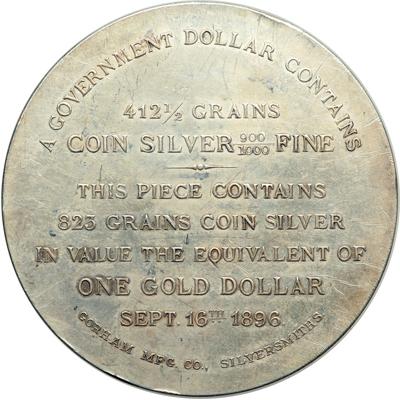 A GOVERNMENT DOLLAR CONTAINS
412½ GRAINS
COIN SILVER 900/1000 FINE
THIS PIECE CONTAINS
823 GRAINS COIN SILVER
IN VALUE THE EQUIVALENT OF
ONE GOLD DOLLAR
SEPT. 16TH 1896
GORHAM MFG. CO., SILVERSMITHS